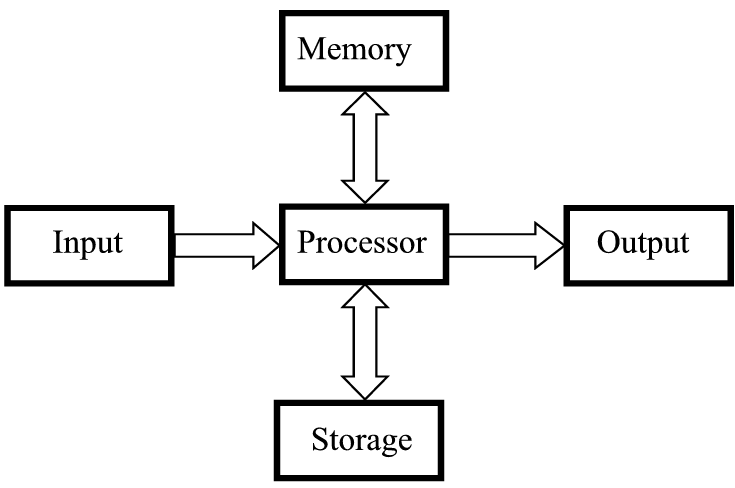 Memory
Input
Processor
Output
Storage